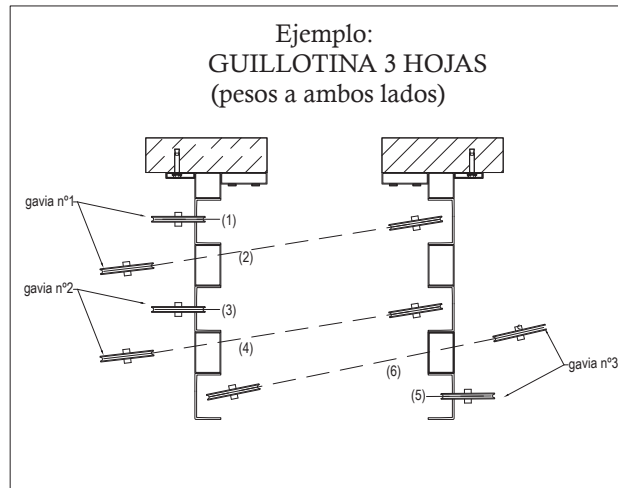 Ejemplo:
GUILLOTINA 3 HOJAS
(pesos a ambos lados)
gavia nº1
(1)
(2)
gavia nº2
(3)
(4)
(6)
gavia nº3
(5)